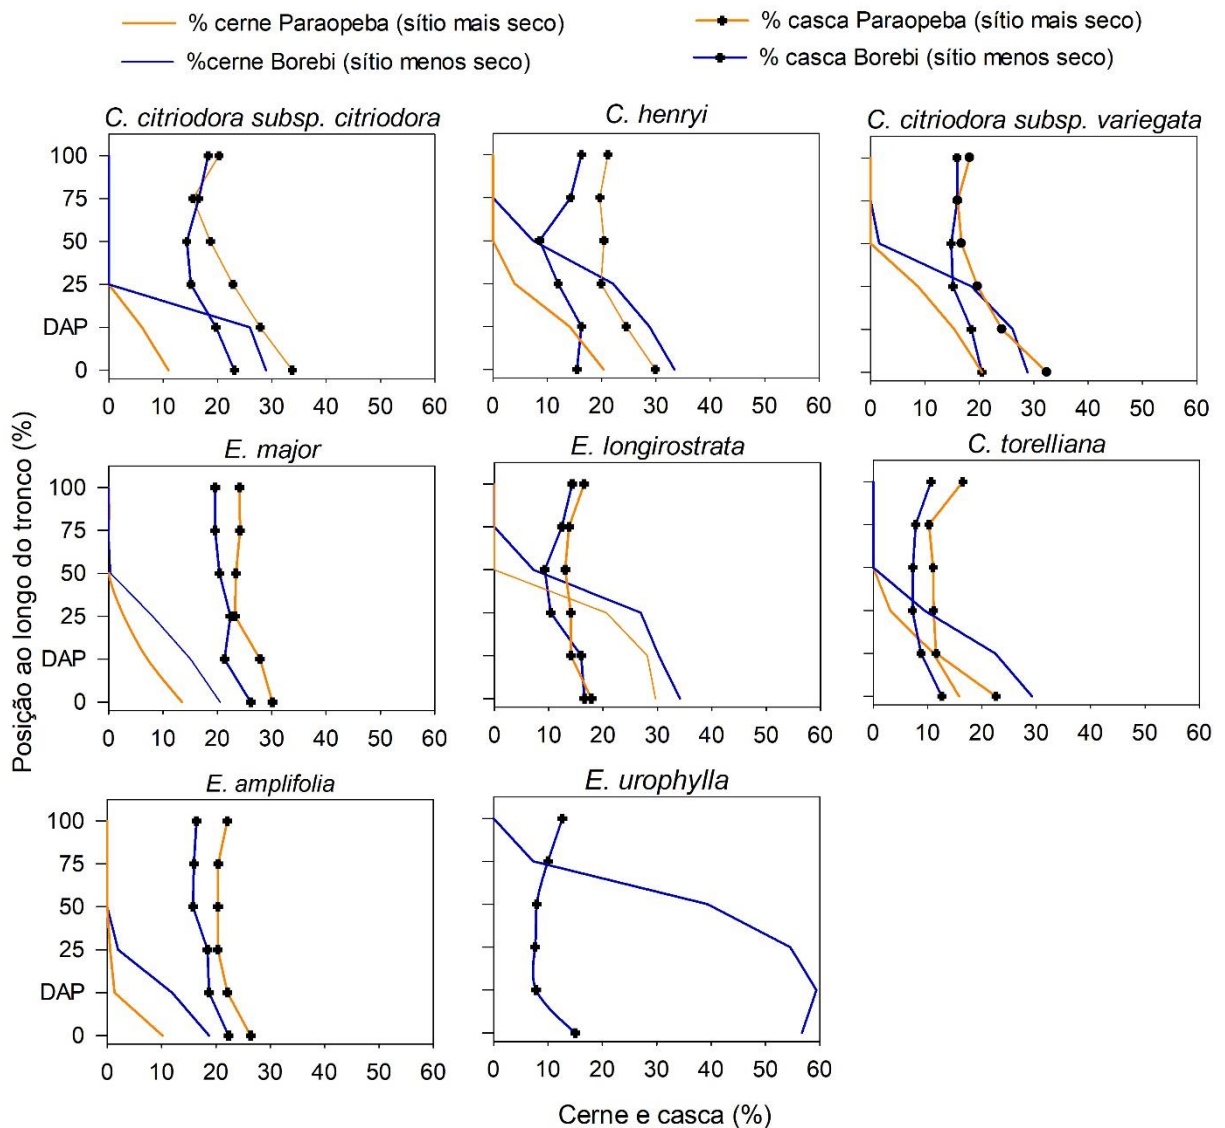 % cerne Paraopeba (sítio mais seco)
% casca Paraopeba (sítio mais seco)
%cerne Borebi (sítio menos seco)
% casca Borebi (sítio menos seco)
C. citriodora subsp. citriodora
C. henryi
C. citriodora subsp. variegata
100
75
50
25
DAP
0
0 10 20 30 40 50 60
0 10 20 30 40 50 60
0 10 20 30 40 50 60
E. major
E. longirostrata
C. torelliana
Posição ao longo do tronco (%)
100
75
50
25
DAP
0
0 10 20 30 40 50 60
0 10 20 30 40 50 60
0 10 20 30 40 50 60
E. amplifolia
E. urophylla
100
75
50
25
DAP
0
0 10 20 30 40 50 60
0 10 20 30 40 50 60
Cerne e casca (%)